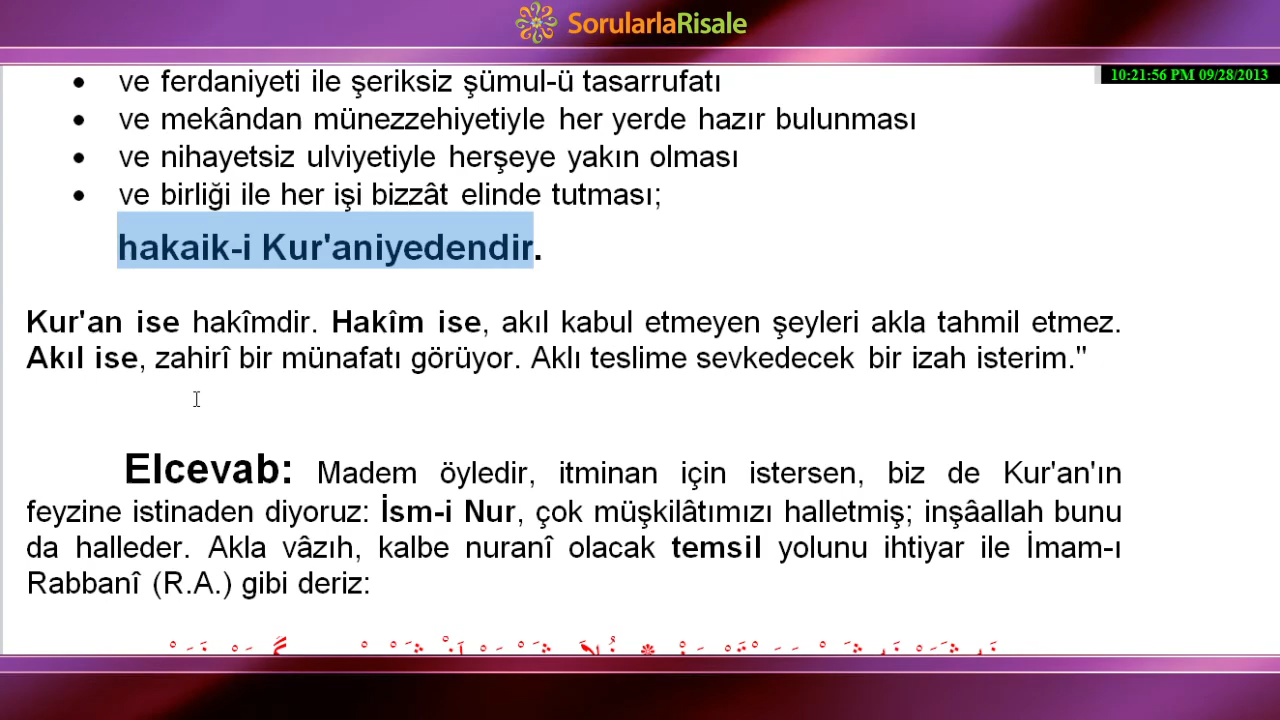 SorularlaRisale
10:21:56 PM 09/28/2013
• ve ferdaniyeti ile şeriksiz şümul-ü tasarrufatı
• ve mekândan münezzehiyetiyle her yerde hazır bulunması
• ve nihayetsiz ulviyetiyle herşeye yakın olması
• ve birliği ile her işi bizzât elinde tutması;
hakaik-i Kur'aniyedendir.
Kur'an ise hakîmdir. Hakîm ise, akıl kabul etmeyen şeyleri akla tahmil etmez.
Akıl ise, zahirî bir münafatı görüyor. Aklı teslime sevkedecek bir izah isterim."
Elcevab: Madem öyledir, itminan için istersen, biz de Kur'an'ın
feyzine istinaden diyoruz: İsm-i Nur, çok müşkilâtımızı halletmiş; inşâallah bunu
da halleder. Akla vâzıh, kalbe nuranî olacak temsil yolunu ihtiyar ile İmam-ı
Rabbanî (R.A.) gibi deriz: